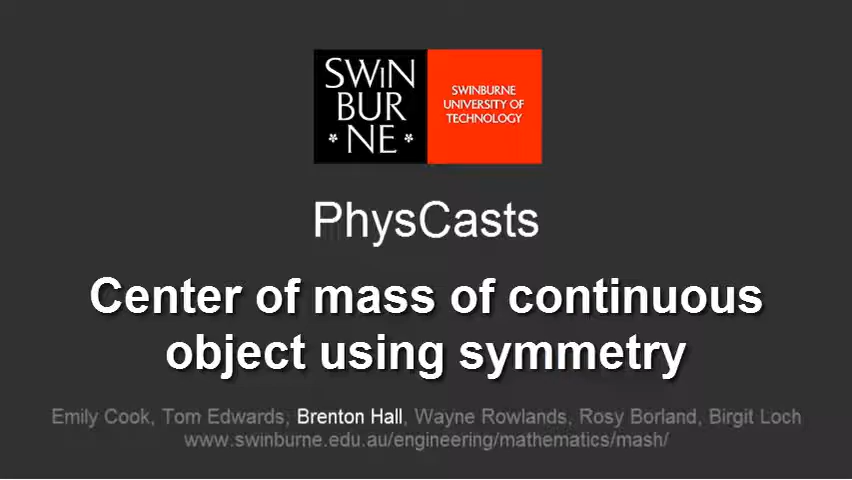 SWIN
BUR
* NE *
SWINBURNE
UNIVERSITY OF
TECHNOLOGY
PhysCasts
Center of mass of continuous
object using symmetry
Emily Cook, Tom Edwards, Brenton Hall, Wayne Rowlands, Rosy Borland, Birgit Loch
www.swinburne.edu.au/engineering/mathematics/mash/